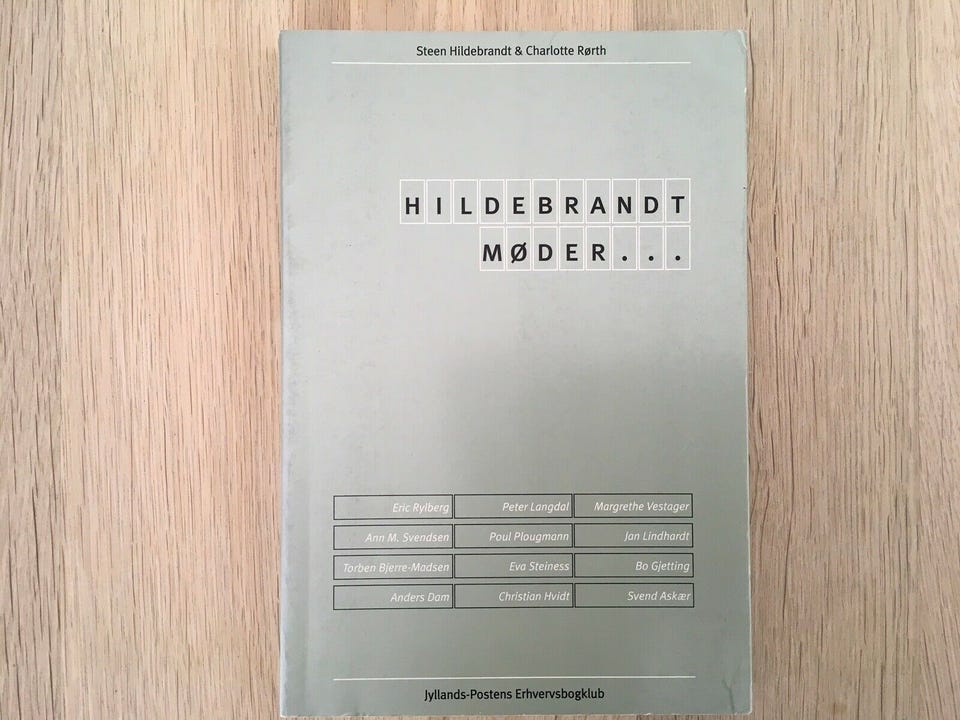 Steen Hildebrandt & Charlotte Rørth
HILDEBRANDT
MØDER...
Eric Rylberg Peter Langdal Margrethe Vestager
Ann M. Svendsen Poul Plougmann Jan Lindhardt
Torben Bjerre-Madsen Eva Steiness Bo Gjetting
Anders Dam Christian Hvidt Svend Askær
Jyllands-Postens Erhvervsbogklub